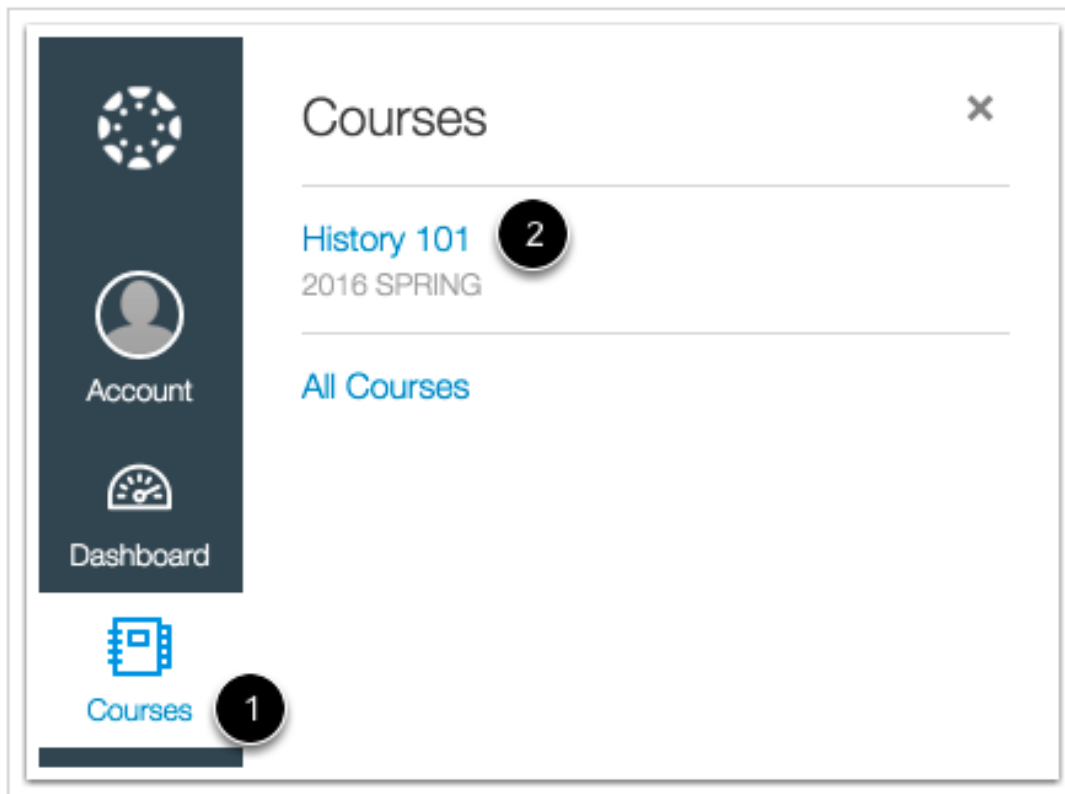 Courses
History 101
2
2016 SPRING
All Courses
Account
Dashboard
Courses
1